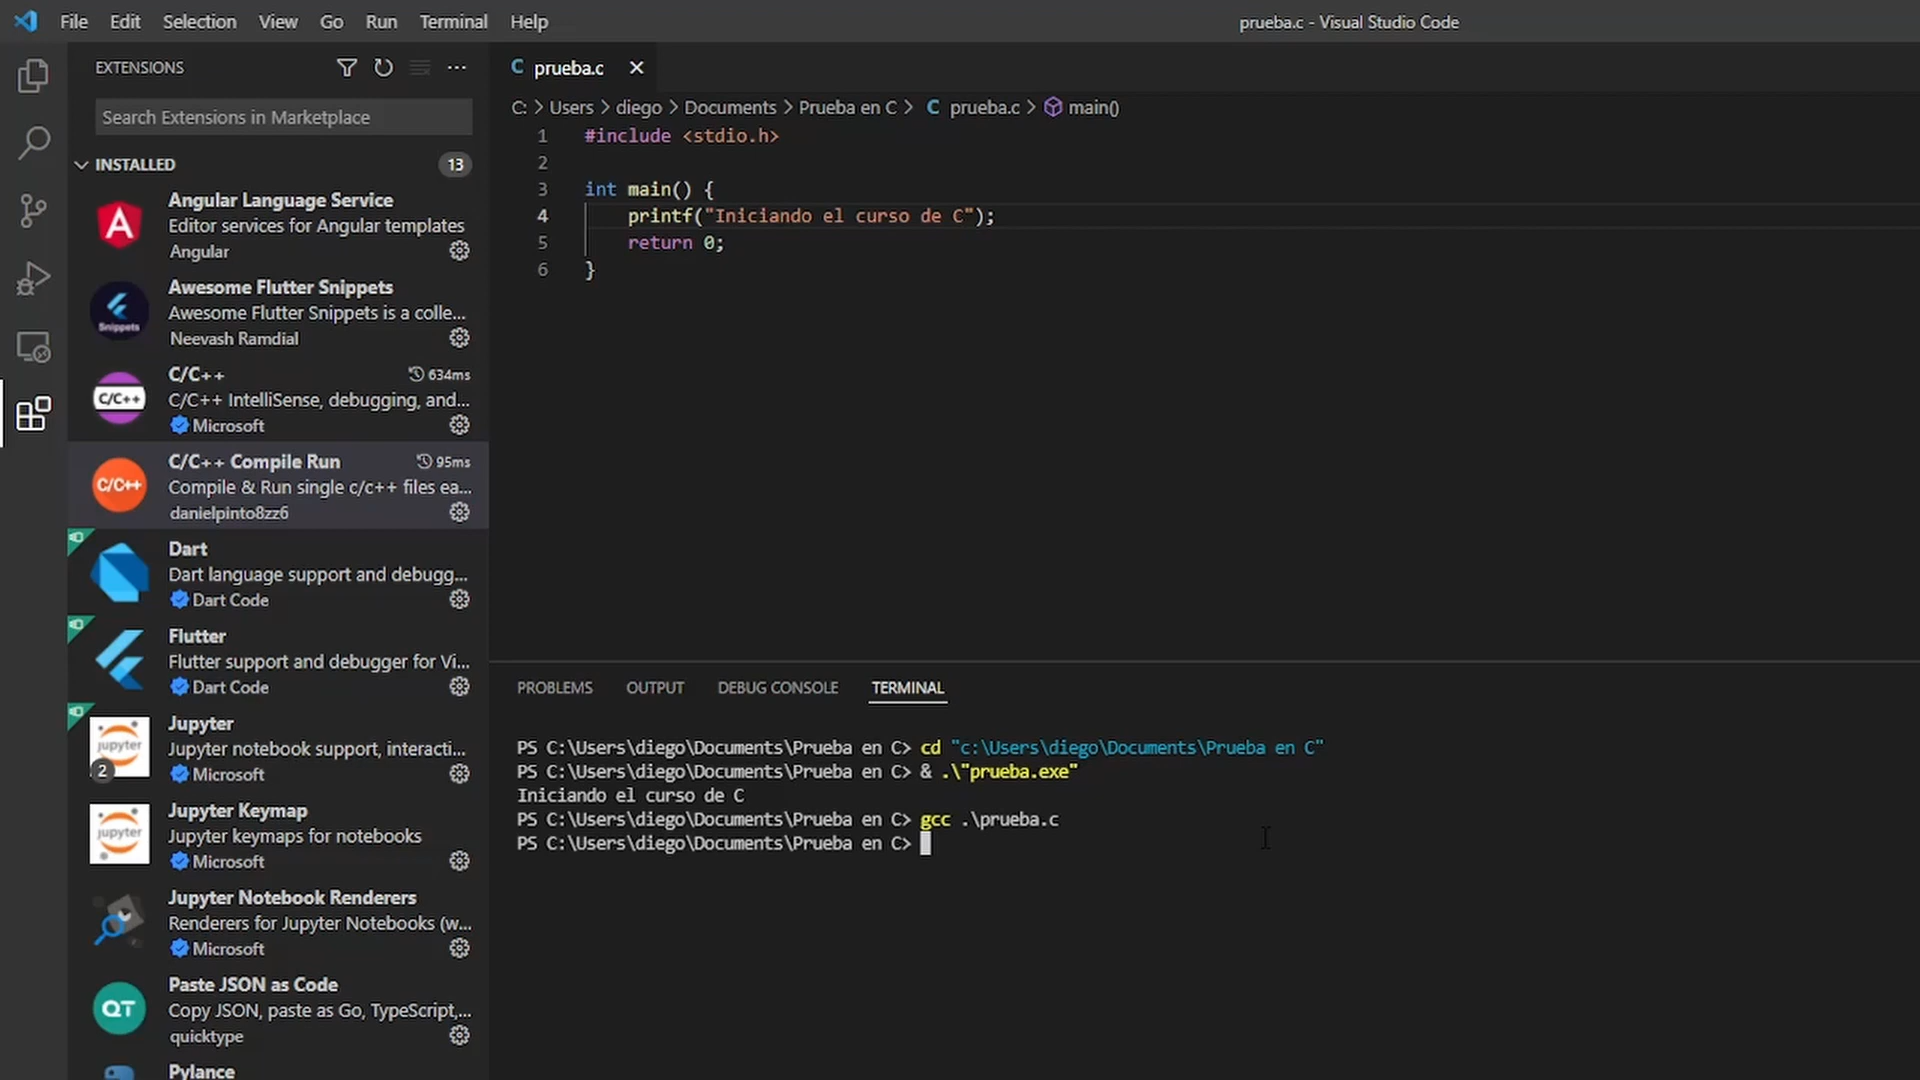 File Edit Selection View Go Run Terminal Help
prueba.c - Visual Studio Code
EXTENSIONS
Search Extensions in Marketplace
INSTALLED 13
Angular Language Service
Editor services for Angular templates
Angular
Snippets
Awesome Flutter Snippets
Awesome Flutter Snippets is a colle...
Neevash Ramdial
C/C++
C/C++ 634ms
C/C++ IntelliSense, debugging, and...
Microsoft
C/C++
C/C++ Compile Run 95ms
Compile & Run single c/c++ files ea...
danielpinto8zz6
Dart
Dart language support and debugg...
Dart Code
Flutter
Flutter support and debugger for Vi...
Dart Code
jupyter
2
Jupyter
Jupyter notebook support, interacti...
Microsoft
jupyter
Jupyter Keymap
Jupyter keymaps for notebooks
Microsoft
Jupyter Notebook Renderers
Renderers for Jupyter Notebooks (w...
Microsoft
QT
Paste JSON as Code
Copy JSON, paste as Go, TypeScript,...
quicktype
Pylance
C prueba.c
C: > Users > diego > Documents > Prueba en C > C prueba.c > main()
1 #include <stdio.h>
2
3 int main() {
4 printf("Iniciando el curso de C");
5 return 0;
6 }
PROBLEMS OUTPUT DEBUG CONSOLE TERMINAL
PS C:\Users\diego\Documents\Prueba en C> cd "c:\Users\diego\Documents\Prueba en C"
PS C:\Users\diego\Documents\Prueba en C> & .\"prueba.exe"
Iniciando el curso de C
PS C:\Users\diego\Documents\Prueba en C> gcc .\prueba.c
PS C:\Users\diego\Documents\Prueba en C>